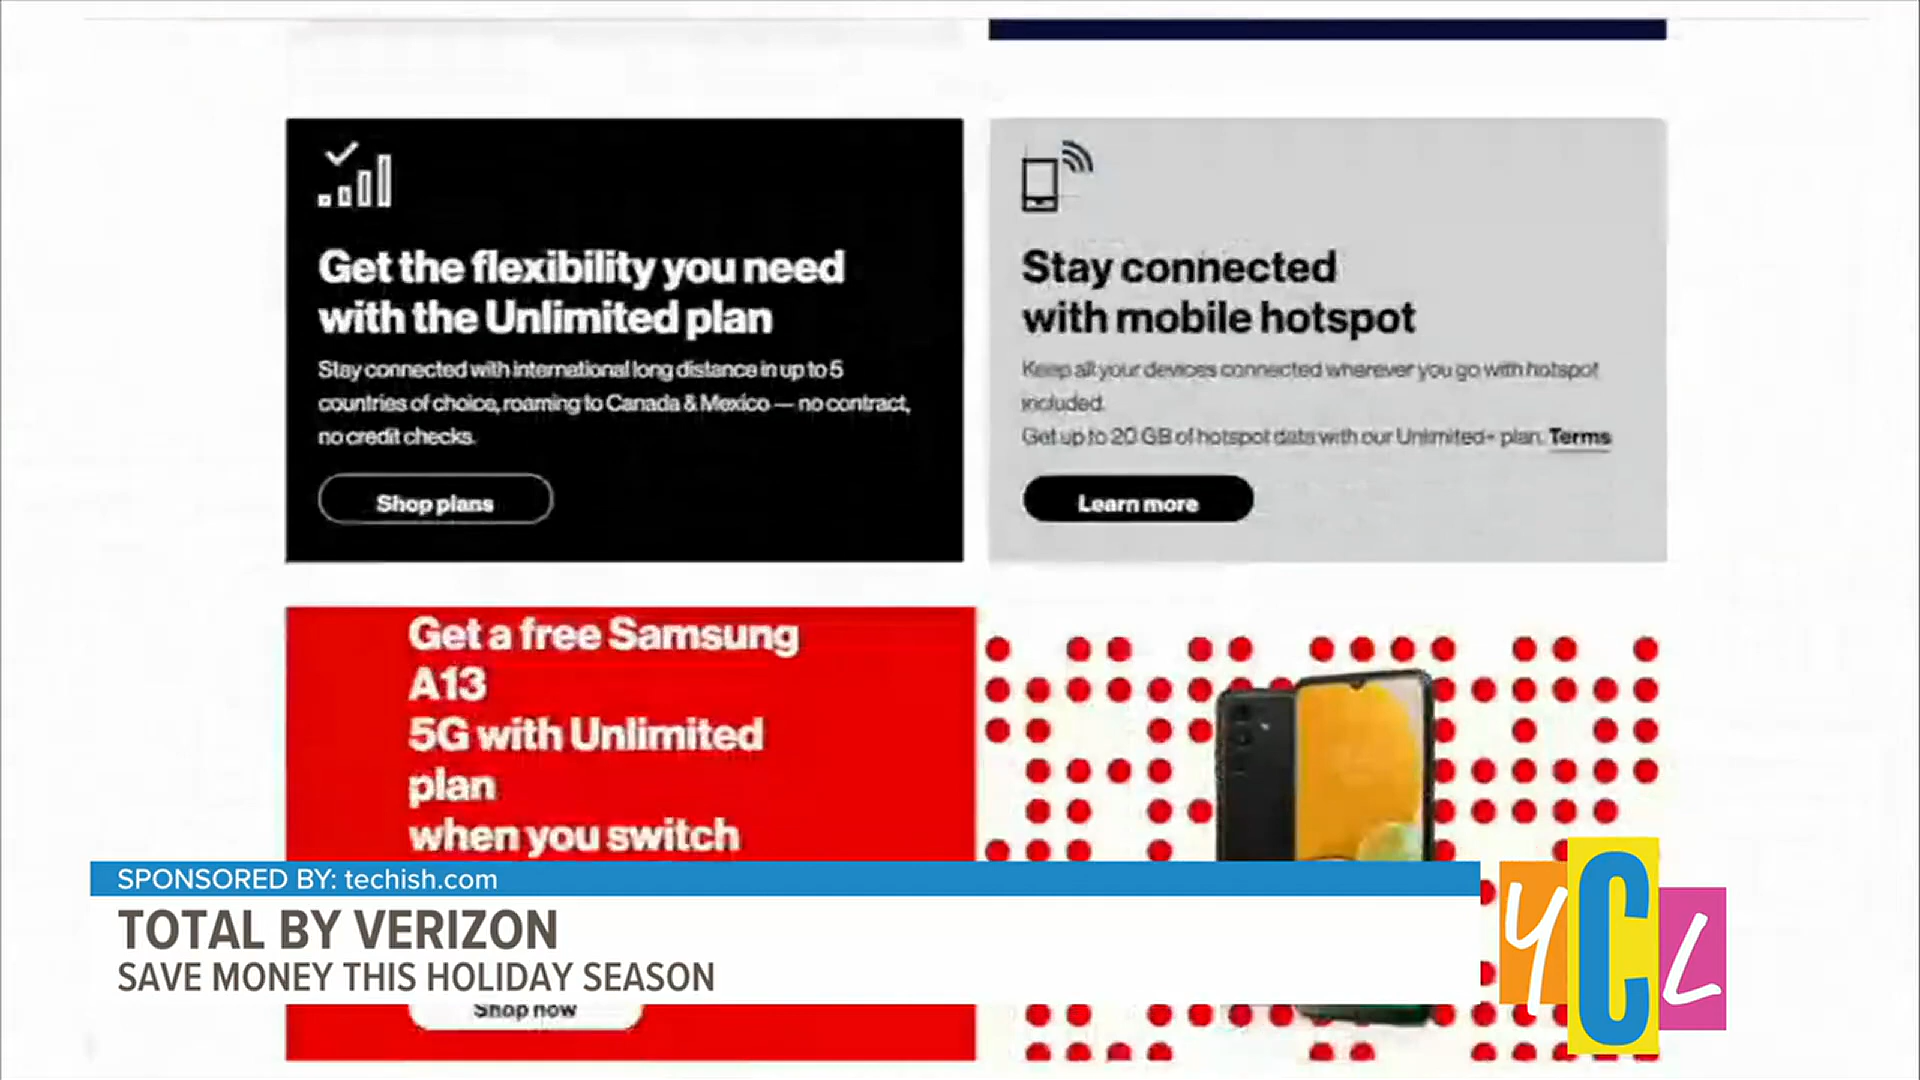 Get the flexibility you need
with the Unlimited plan
Stay connected with international long distance in up to 5
countries of choice, roaming to Canada & Mexico — no contract,
no credit checks.
Shop plans
Stay connected
with mobile hotspot
Keep all your devices connected wherever you go with hotspot
included.
Get up to 20 GB of hotspot data with our Unlimited+ plan. Terms
Learn more
Get a free Samsung
A13
5G with Unlimited
plan
when you switch
Shop now
SPONSORED BY: techish.com
TOTAL BY VERIZON
SAVE MONEY THIS HOLIDAY SEASON
YCL